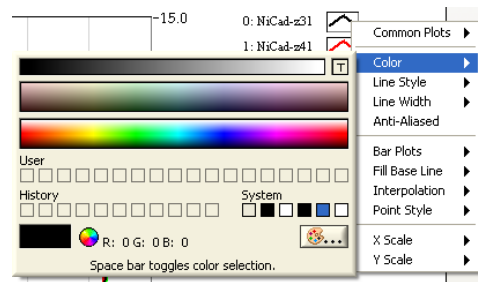 -15.0
0: NiCad-z31
1: NiCad-z41
Common Plots
Color
Line Style
Line Width
Anti-Aliased
Bar Plots
Fill Base Line
Interpolation
Point Style
X Scale
Y Scale
T
User
History
System
R: 0 G: 0 B: 0
...
Space bar toggles color selection.